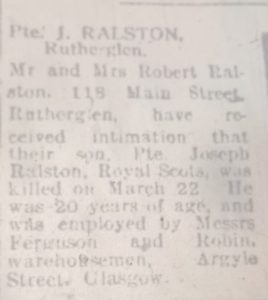 Pte. J. RALSTON,
Rutherglen.
Mr and Mrs Robert Ral-
ston, 118 Main Street,
Rutherglen, have re-
ceived intimation that
their son, Pte. Joseph
Ralston, Royal Scots, was
killed on March 22. He
was 20 years of age, and
was employed by Messrs
Ferguson and Robin,
warehousemen, Argyle
Street, Glasgow.